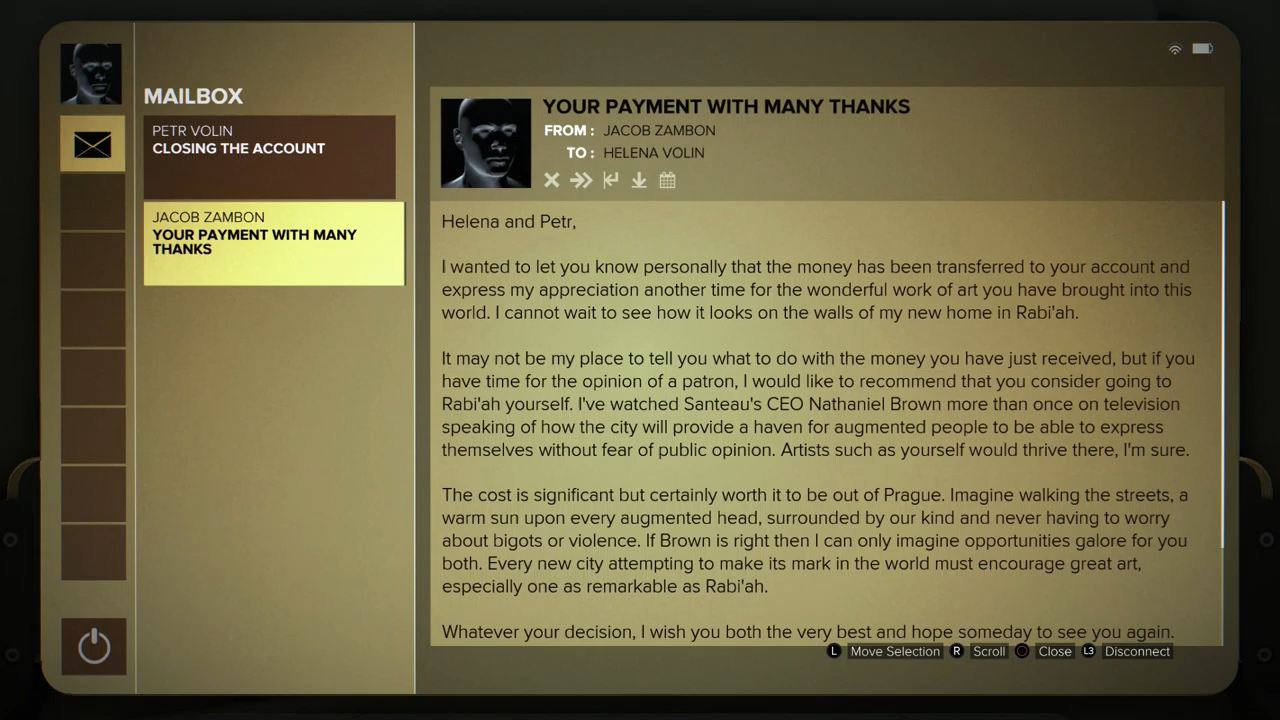 MAILBOX
PETR VOLIN
CLOSING THE ACCOUNT
JACOB ZAMBON
YOUR PAYMENT WITH MANY
THANKS
YOUR PAYMENT WITH MANY THANKS
FROM : JACOB ZAMBON
TO : HELENA VOLIN
Helena and Petr,
I wanted to let you know personally that the money has been transferred to your account and
express my appreciation another time for the wonderful work of art you have brought into this
world. I cannot wait to see how it looks on the walls of my new home in Rabi'ah.
It may not be my place to tell you what to do with the money you have just received, but if you
have time for the opinion of a patron, I would like to recommend that you consider going to
Rabi'ah yourself. I've watched Santeau's CEO Nathaniel Brown more than once on television
speaking of how the city will provide a haven for augmented people to be able to express
themselves without fear of public opinion. Artists such as yourself would thrive there, I'm sure.
The cost is significant but certainly worth it to be out of Prague. Imagine walking the streets, a
warm sun upon every augmented head, surrounded by our kind and never having to worry
about bigots or violence. If Brown is right then I can only imagine opportunities galore for you
both. Every new city attempting to make its mark in the world must encourage great art,
especially one as remarkable as Rabi'ah.
Whatever your decision, I wish you both the very best and hope someday to see you again.
L Move Selection R Scroll Close L3 Disconnect